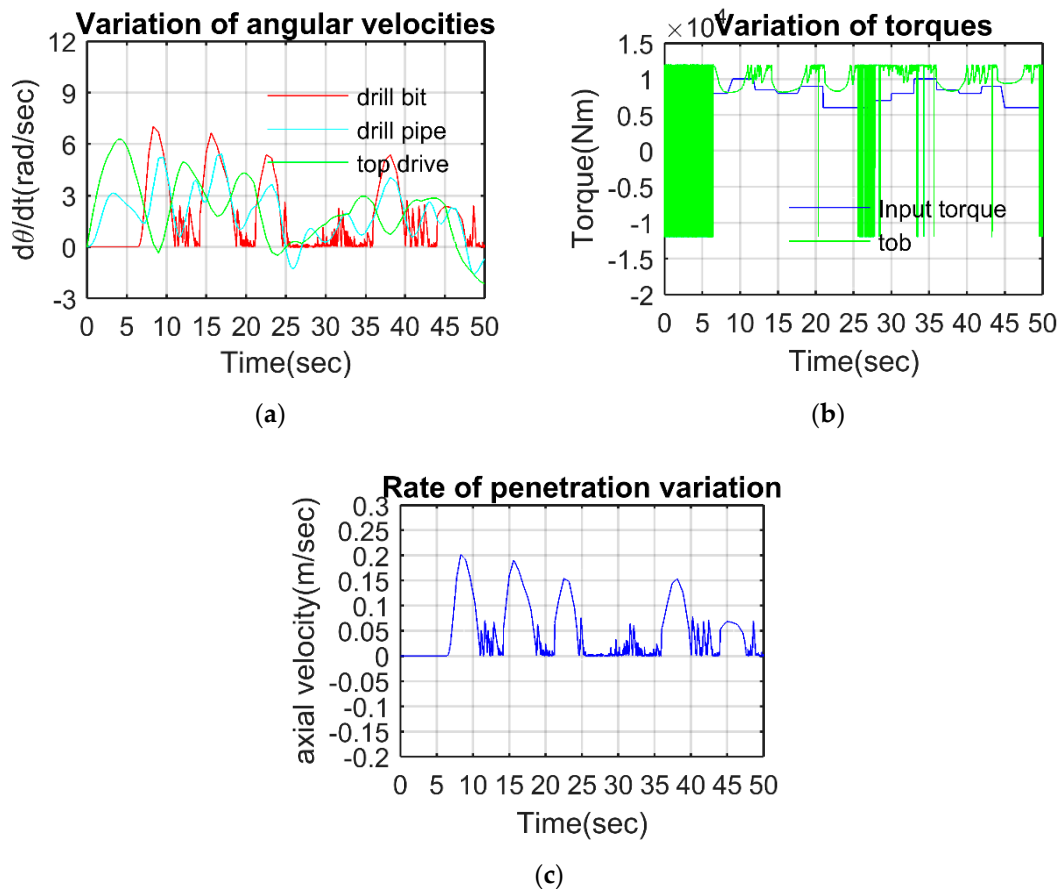 Variation of angular velocities
12
9
6
3
0
-3
dθ/dt(rad/sec)
drill bit
drill pipe
top drive
0 5 10 15 20 25 30 35 40 45 50
Time(sec)
(a)
×10⁴
Variation of torques
1.5
1
0.5
0
-0.5
-1
-1.5
-2
Torque(Nm)
Input torque
tob
0 5 10 15 20 25 30 35 40 45 50
Time(sec)
(b)
Rate of penetration variation
0.3
0.25
0.2
0.15
0.1
0.05
0
-0.05
-0.1
-0.15
-0.2
axial velocity(m/sec)
0 5 10 15 20 25 30 35 40 45 50
Time(sec)
(c)